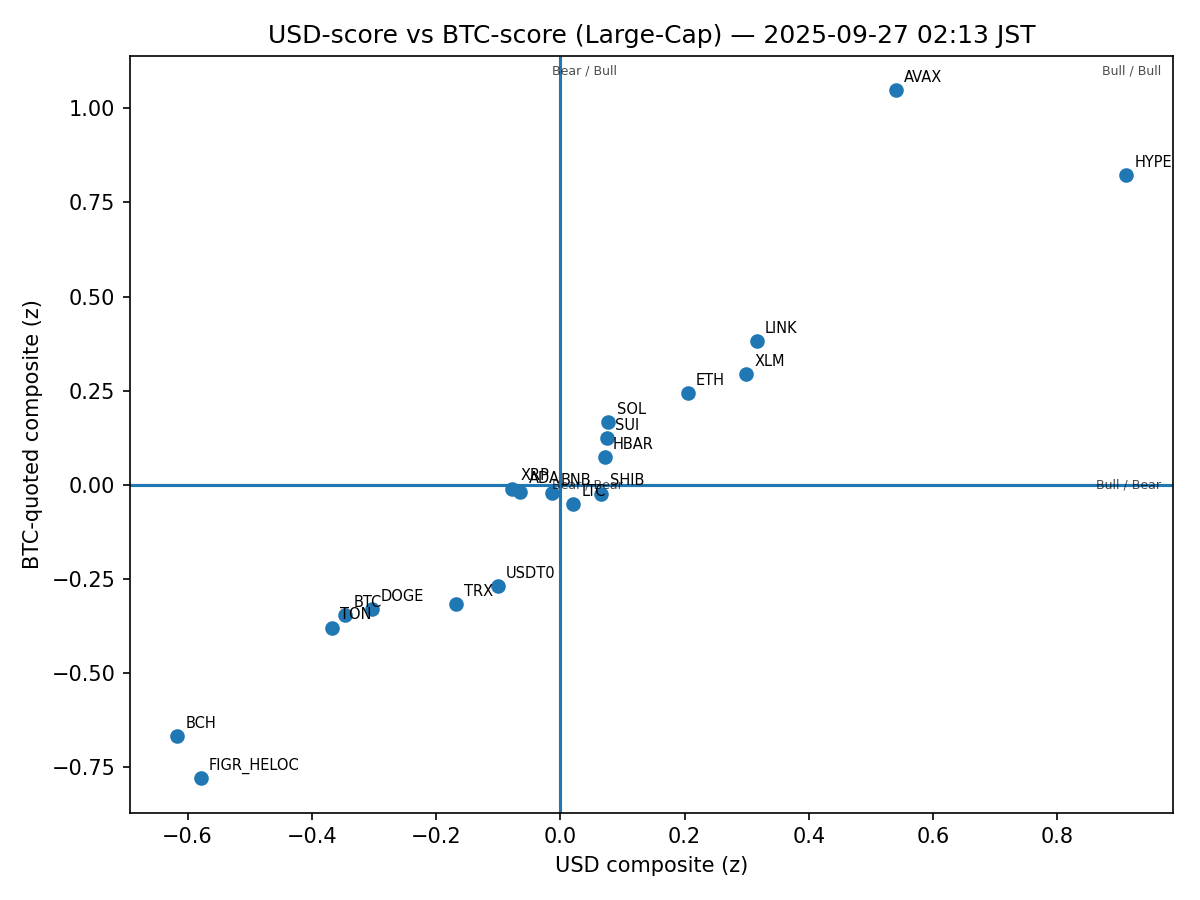 USD-score vs BTC-score (Large-Cap) — 2025-09-27 02:13 JST
Bear / Bull
Bull / Bull
AVAX
HYPE
LINK
XLM
ETH
SOL
SUI
HBAR
XRP
ADA
BNB
SHIB
LTC
Bear / Bear
Bull / Bear
USDT0
TRX
DOGE
BTC
TON
BCH
FIGR_HELOC
1.00
0.75
0.50
0.25
0.00
−0.25
−0.50
−0.75
BTC-quoted composite (z)
−0.6
−0.4
−0.2
0.0
0.2
0.4
0.6
0.8
USD composite (z)